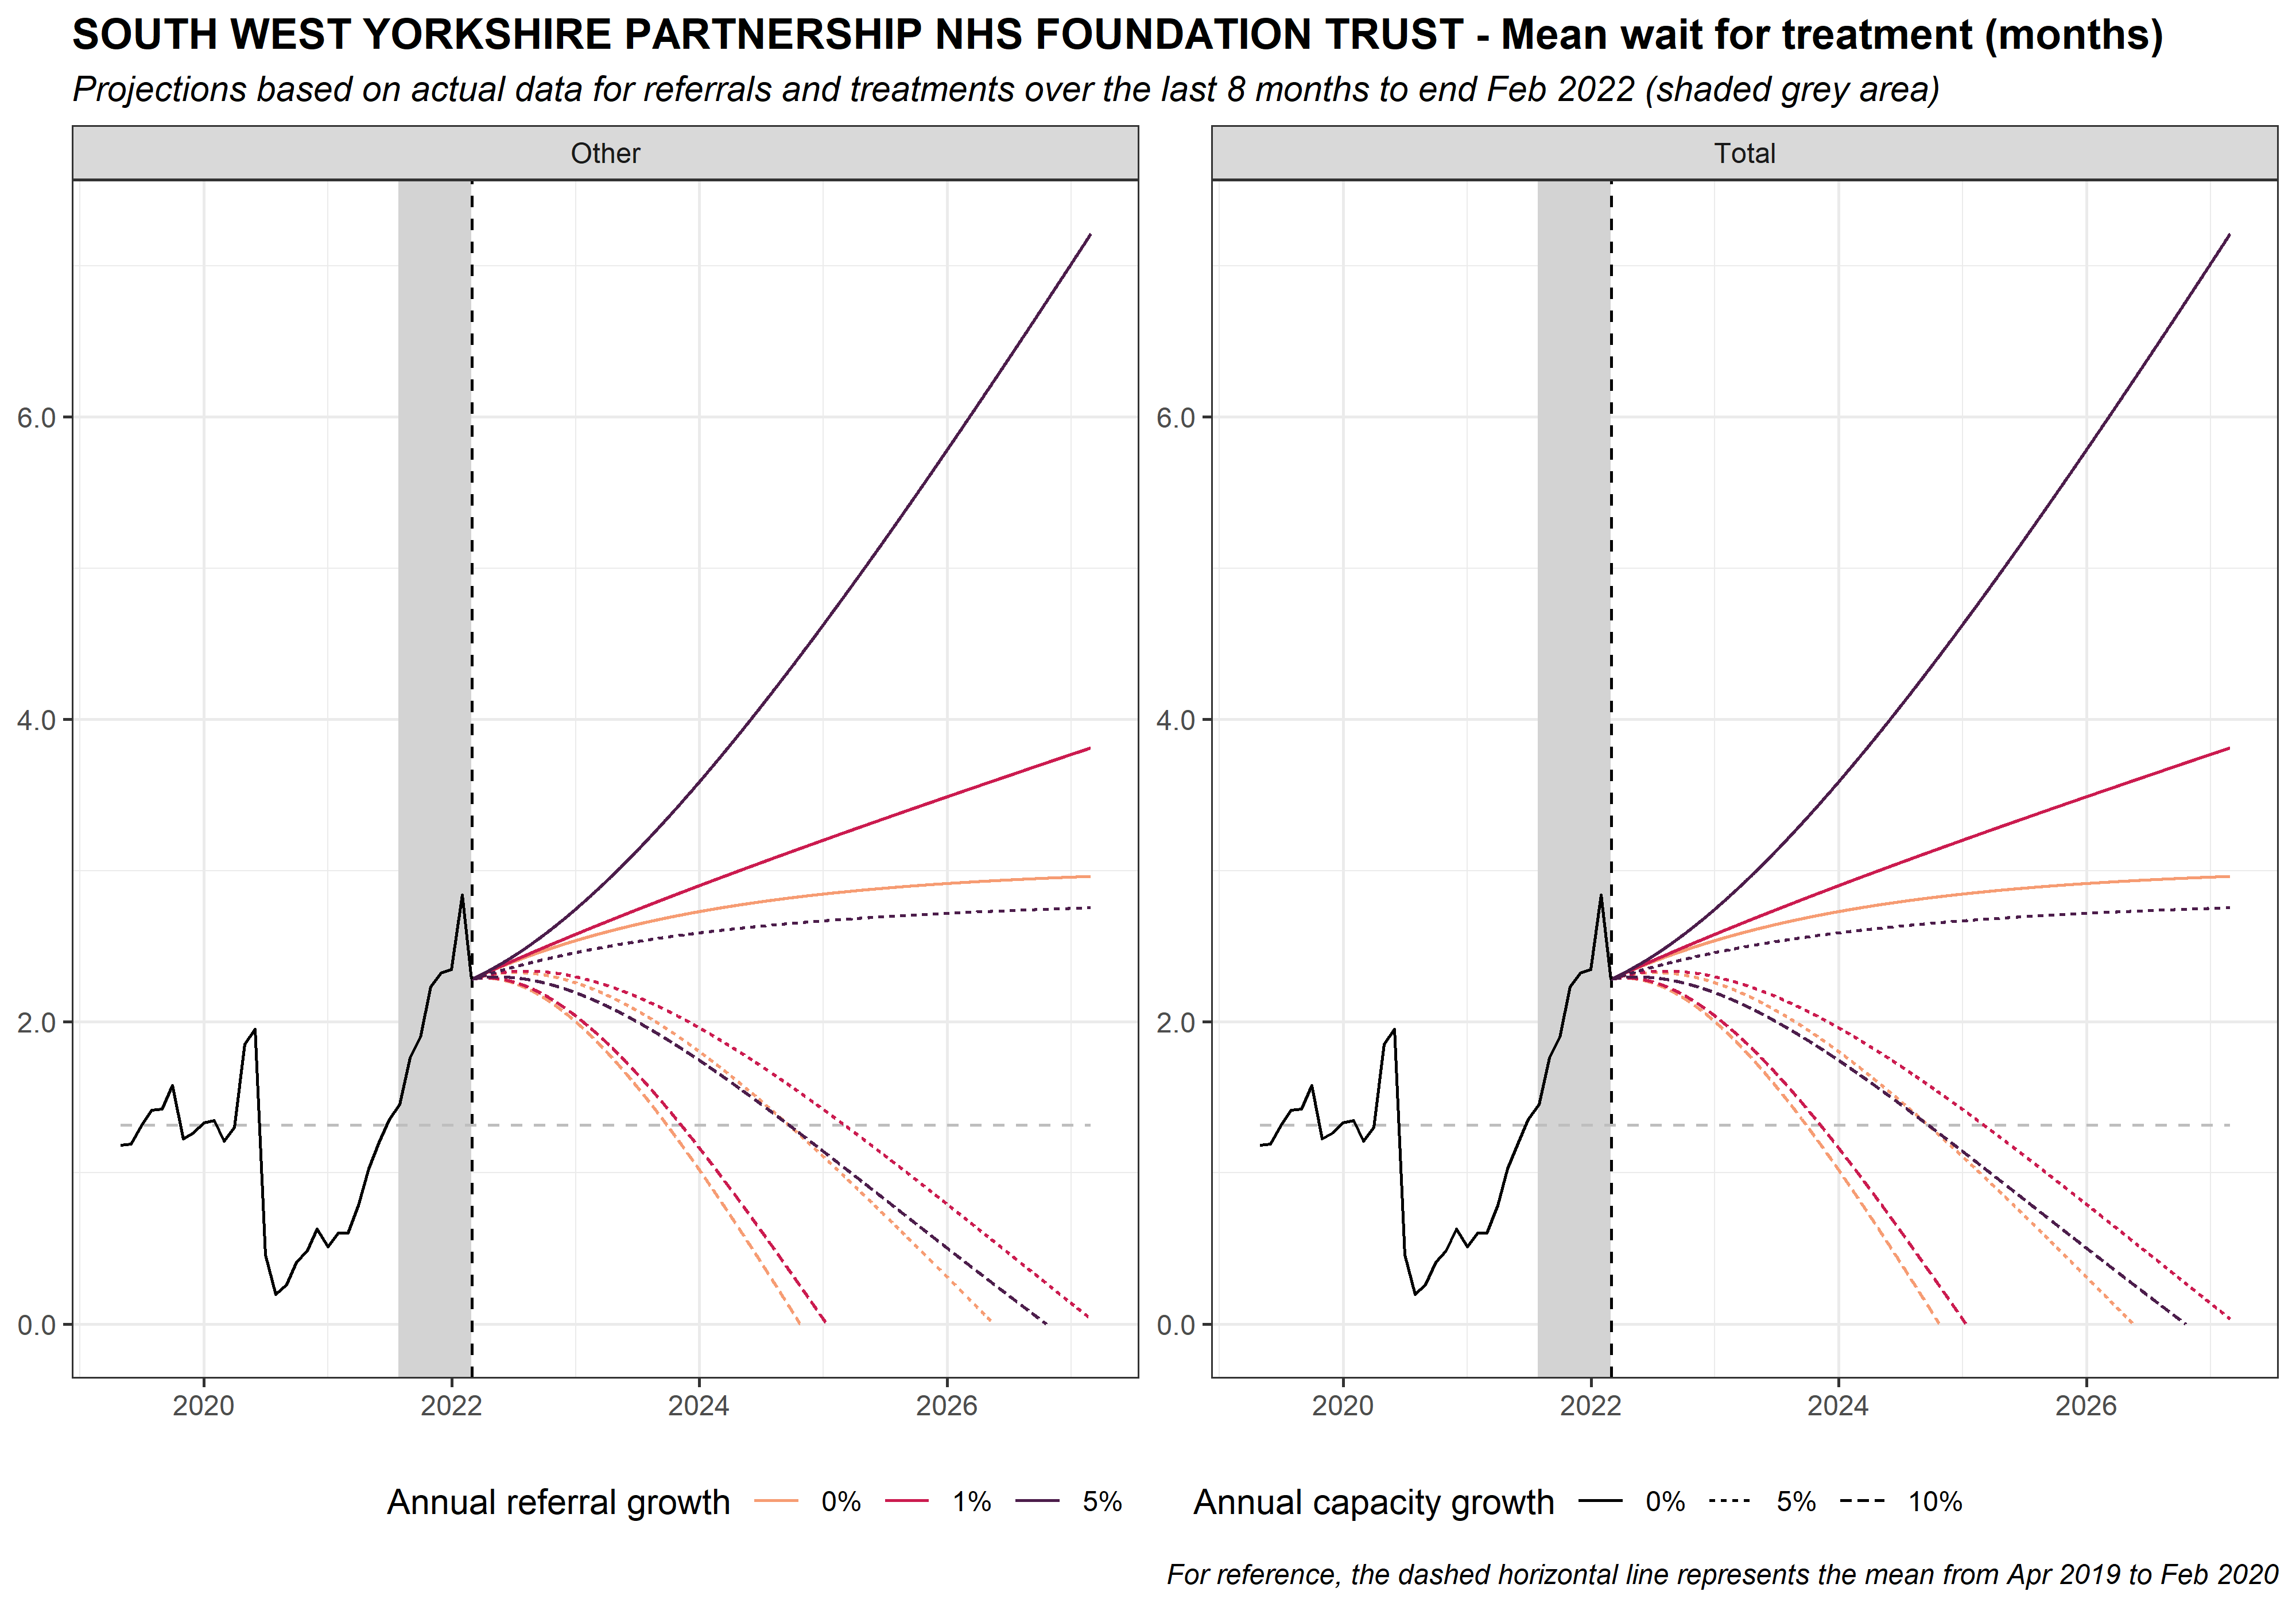 SOUTH WEST YORKSHIRE PARTNERSHIP NHS FOUNDATION TRUST - Mean wait for treatment (months)
Projections based on actual data for referrals and treatments over the last 8 months to end Feb 2022 (shaded grey area)
Other
Total
6.0
4.0
2.0
0.0
6.0
4.0
2.0
0.0
2020 2022 2024 2026
2020 2022 2024 2026
Annual referral growth 0% 1% 5%
Annual capacity growth 0% 5% 10%
For reference, the dashed horizontal line represents the mean from Apr 2019 to Feb 2020